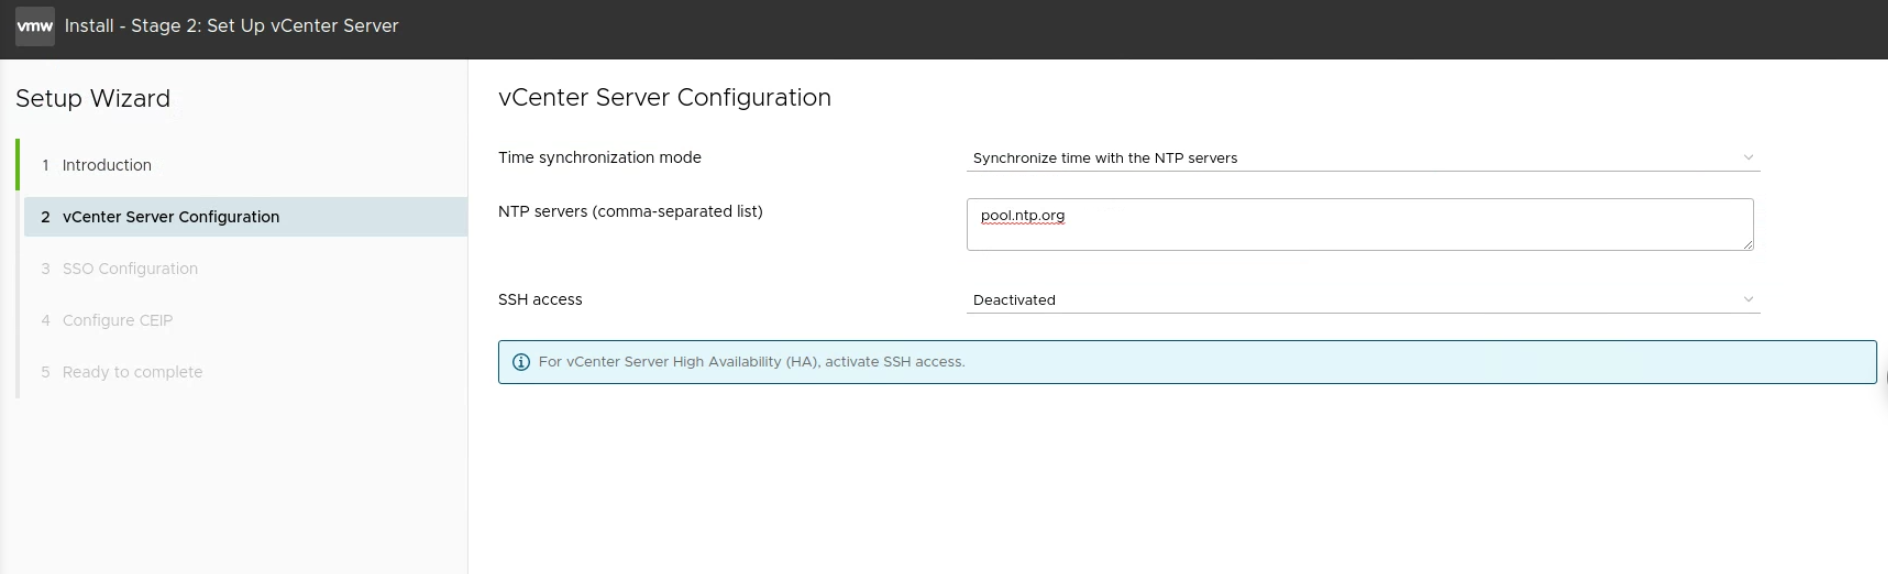 vmw Install - Stage 2: Set Up vCenter Server
Setup Wizard
1 Introduction
2 vCenter Server Configuration
3 SSO Configuration
4 Configure CEIP
5 Ready to complete
vCenter Server Configuration
Time synchronization mode Synchronize time with the NTP servers
NTP servers (comma-separated list) pool.ntp.org
SSH access Deactivated
For vCenter Server High Availability (HA), activate SSH access.